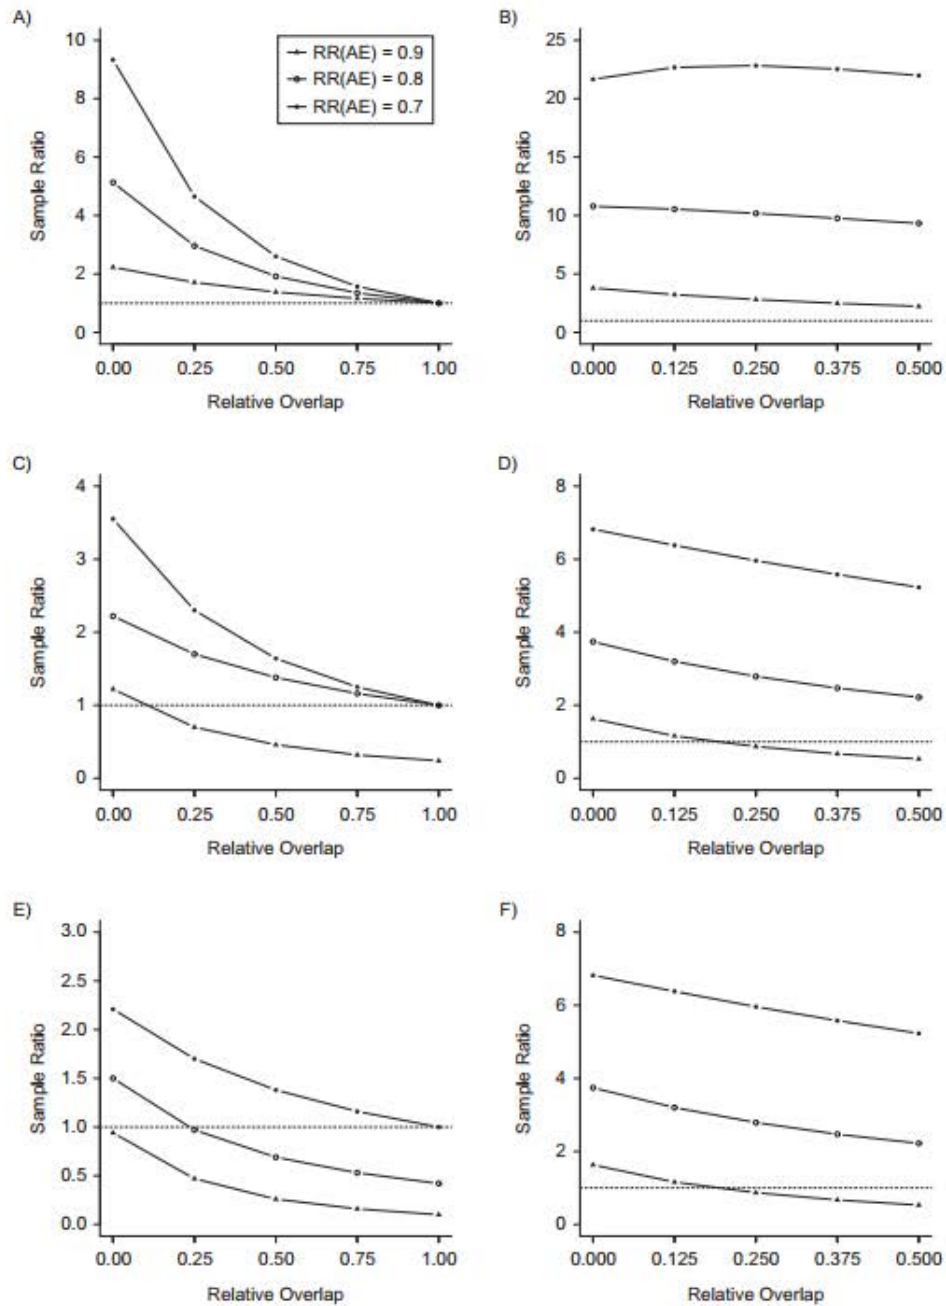 A)
Sample Ratio
10
8
6
4
2
0
RR(AE) = 0.9
RR(AE) = 0.8
RR(AE) = 0.7
0.00 0.25 0.50 0.75 1.00
Relative Overlap
B)
Sample Ratio
25
20
15
10
5
0
0.000 0.125 0.250 0.375 0.500
Relative Overlap
C)
Sample Ratio
4
3
2
1
0
0.00 0.25 0.50 0.75 1.00
Relative Overlap
D)
Sample Ratio
8
6
4
2
0
0.000 0.125 0.250 0.375 0.500
Relative Overlap
E)
Sample Ratio
3.0
2.5
2.0
1.5
1.0
0.5
0.0
0.00 0.25 0.50 0.75 1.00
Relative Overlap
F)
Sample Ratio
8
6
4
2
0
0.000 0.125 0.250 0.375 0.500
Relative Overlap